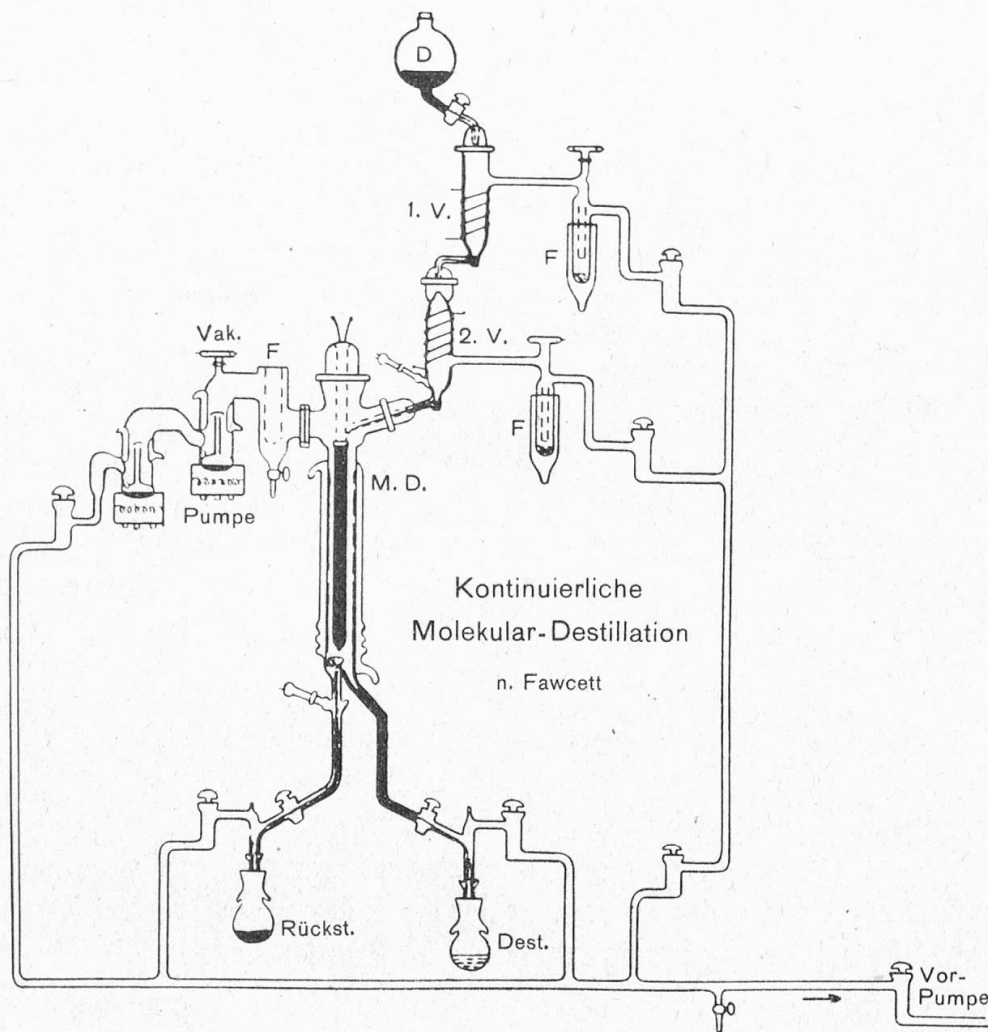 D
1. V.
F
2. V.
Vak.
F
F
M. D.
Pumpe
Kontinuierliche
Molekular-Destillation
n. Fawcett
Rückst.
Dest.
Vor-
Pumpe